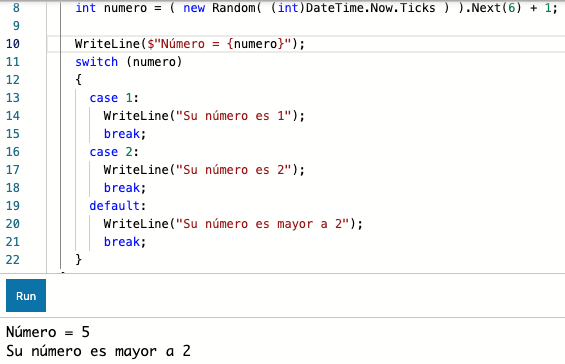 8 int numero = ( new Random( (int)DateTime.Now.Ticks ) ).Next(6) + 1;
9
10 WriteLine($"Número = {numero}");
11 switch (numero)
12 {
13 case 1:
14 WriteLine("Su número es 1");
15 break;
16 case 2:
17 WriteLine("Su número es 2");
18 break;
19 default:
20 WriteLine("Su número es mayor a 2");
21 break;
22 }
Run
Número = 5
Su número es mayor a 2